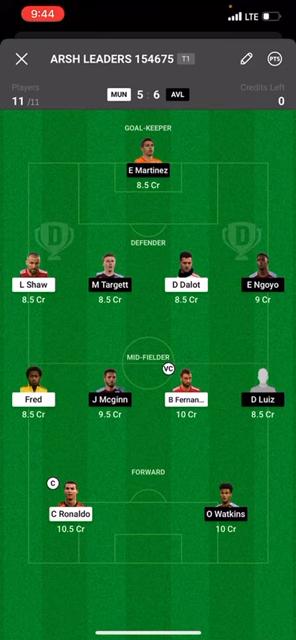 9:44
LTE
ARSH LEADERS 154675 T1
PTS
Players
Credits Left
11 /11
MUN 5 : 6 AVL
0
GOAL-KEEPER
E Martinez
8.5 Cr
DEFENDER
L Shaw
M Targett
D Dalot
E Ngoyo
8.5 Cr
8.5 Cr
8.5 Cr
9 Cr
MID-FIELDER
VC
Fred
J Mcginn
B Fernan...
D Luiz
8.5 Cr
9.5 Cr
10 Cr
8.5 Cr
FORWARD
C
C Ronaldo
O Watkins
10.5 Cr
10 Cr